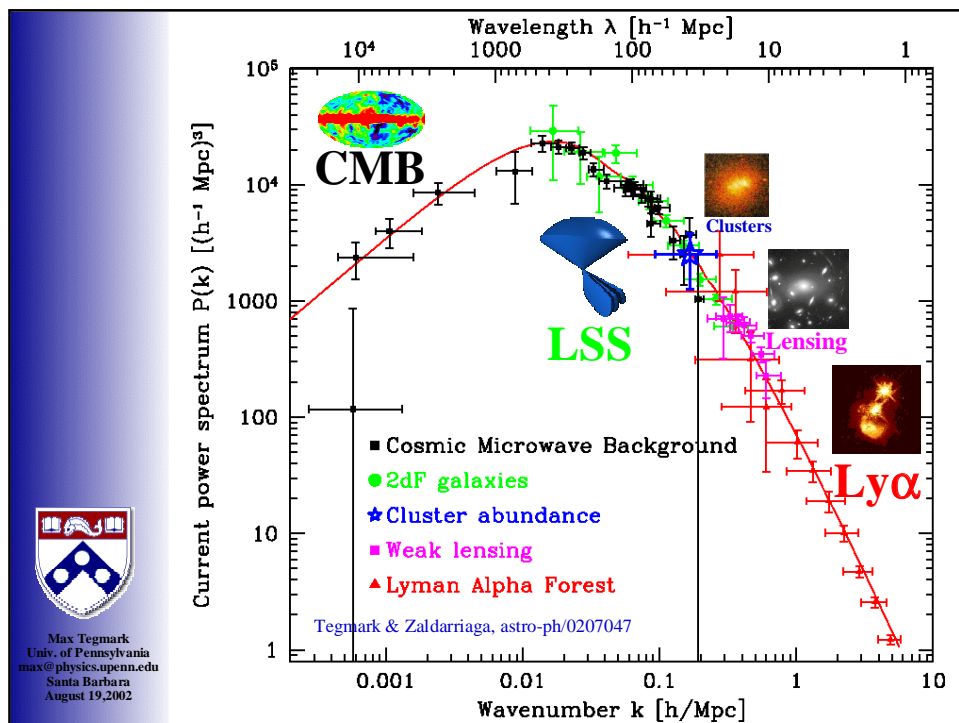 Wavelength λ [h⁻¹ Mpc]
10⁴ 1000 100 10 1
Current power spectrum P(k) [(h⁻¹ Mpc)³]
10⁵
10⁴
1000
100
10
1
CMB
LSS
Clusters
Lensing
Lyα
Cosmic Microwave Background
2dF galaxies
Cluster abundance
Weak lensing
Lyman Alpha Forest
Tegmark & Zaldarriaga, astro-ph/0207047
0.001 0.01 0.1 1 10
Wavenumber k [h/Mpc]
Max Tegmark
Univ. of Pennsylvania
max@physics.upenn.edu
Santa Barbara
August 19,2002